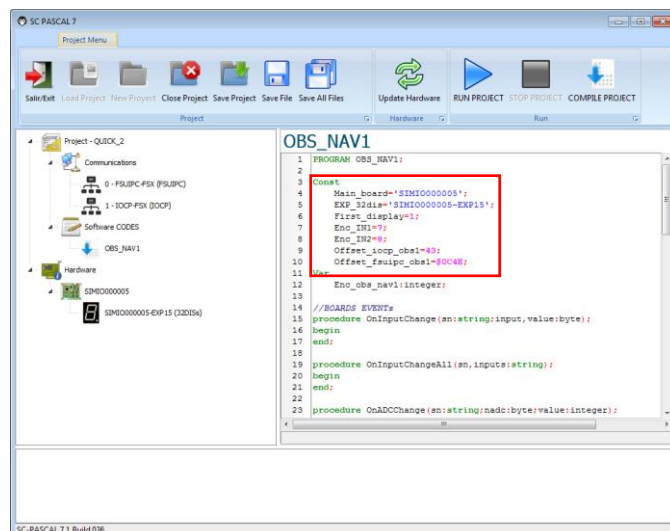 SC PASCAL 7
Project Menu
Salir/Exit Load Project New Proyect Close Project Save Project Save File Save All Files Update Hardware RUN PROJECT STOP PROJECT COMPILE PROJECT
Project Hardware Run
Project - QUICK_2
Communications
0 - FSUIPC-FSX (FSUIPC)
1 - IOCP-FSX (IOCP)
Software CODES
OBS_NAV1
Hardware
SIMIO000005
SIMIO000005-EXP15 (32DISs)
OBS_NAV1
1 PROGRAM OBS_NAV1;
2
3 Const
4 Main_board='SIMIO000005';
5 EXP_32dis='SIMIO000005-EXP15';
6 First_display=1;
7 Enc_IN1=7;
8 Enc_IN2=8;
9 Offset_iocp_obs1=43;
10 Offset_fsuipc_obs1=$0C4E;
11 Var
12 Enc_obs_nav1:integer;
13
14 //BOARDS EVENTs
15 procedure OnInputChange(sn:string;input,value:byte);
16 begin
17 end;
18
19 procedure OnInputChangeAll(sn,inputs:string);
20 begin
21 end;
22
23 procedure OnADCChange(sn:string;nadc:byte;value:integer);
SC-PASCAL 7.1 Build 036